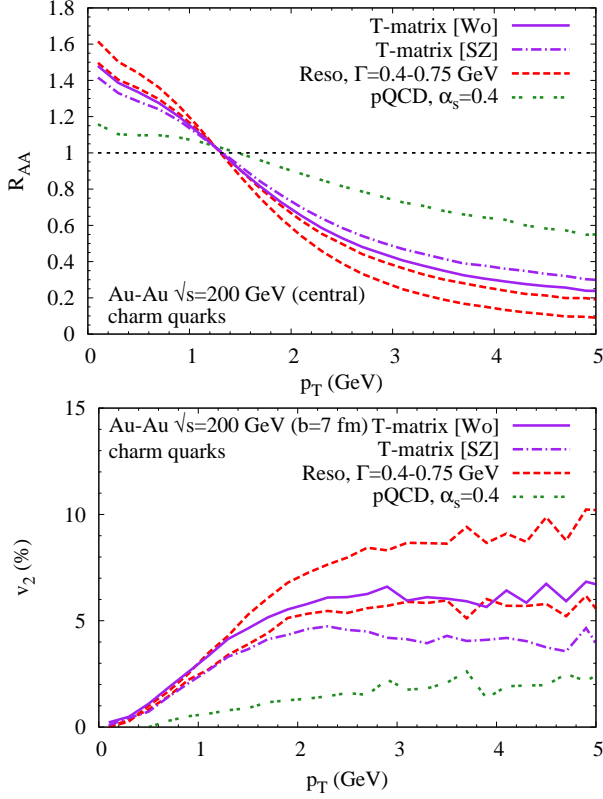 1.8
1.6
1.4
1.2
1
0.8
0.6
0.4
0.2
0
R_AA
T-matrix [Wo]
T-matrix [SZ]
Reso, Γ=0.4-0.75 GeV
pQCD, α_s=0.4
Au-Au √s=200 GeV (central)
charm quarks
0 1 2 3 4 5
p_T (GeV)
15
10
5
0
v_2 (%)
Au-Au √s=200 GeV (b=7 fm)
charm quarks
T-matrix [Wo]
T-matrix [SZ]
Reso, Γ=0.4-0.75 GeV
pQCD, α_s=0.4
0 1 2 3 4 5
p_T (GeV)